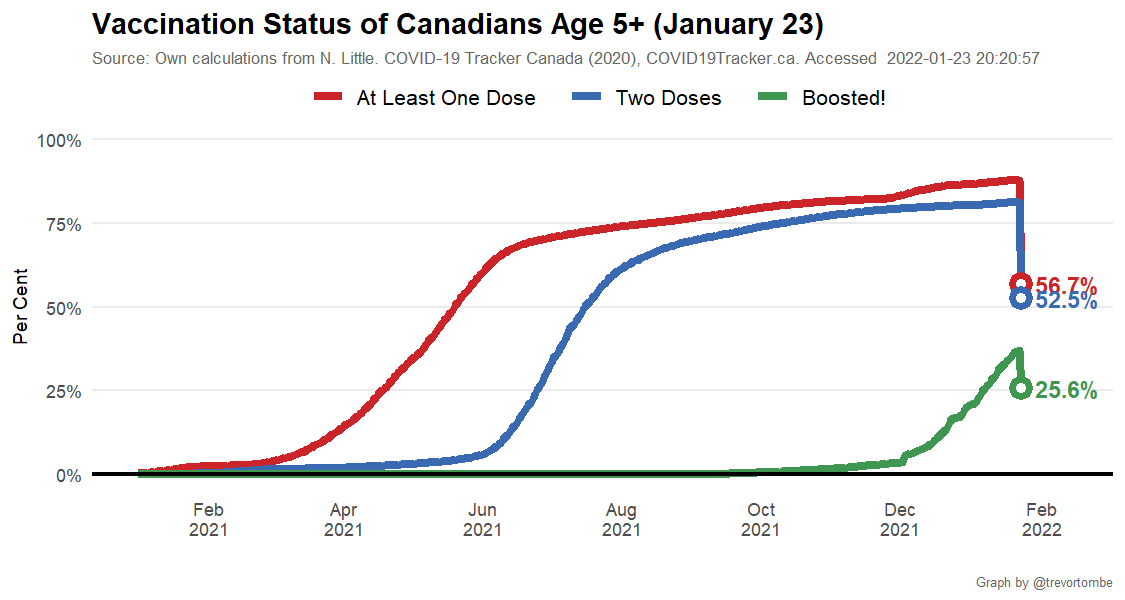 Vaccination Status of Canadians Age 5+ (January 23)
Source: Own calculations from N. Little. COVID-19 Tracker Canada (2020), COVID19Tracker.ca. Accessed  2022-01-23 20:20:57
At Least One Dose
Two Doses
Boosted!
Per Cent
100%
75%
50%
25%
0%
56.7%
52.5%
25.6%
Feb
2021
Apr
2021
Jun
2021
Aug
2021
Oct
2021
Dec
2021
Feb
2022
Graph by @trevortombe